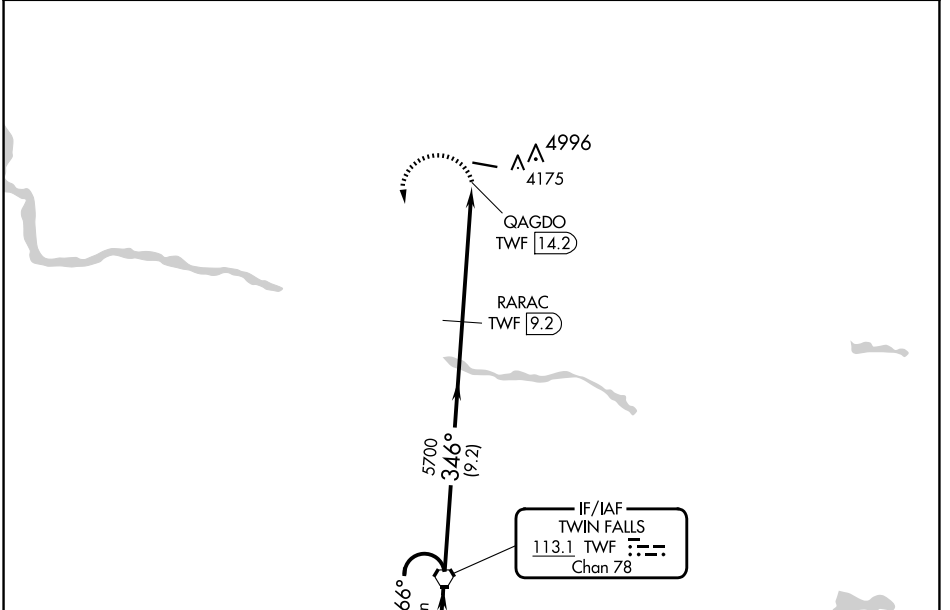 4996
4175
QAGDO
TWF 14.2
RARAC
TWF 9.2
5700
346°
(9.2)
IF/IAF
TWIN FALLS
113.1 TWF
Chan 78